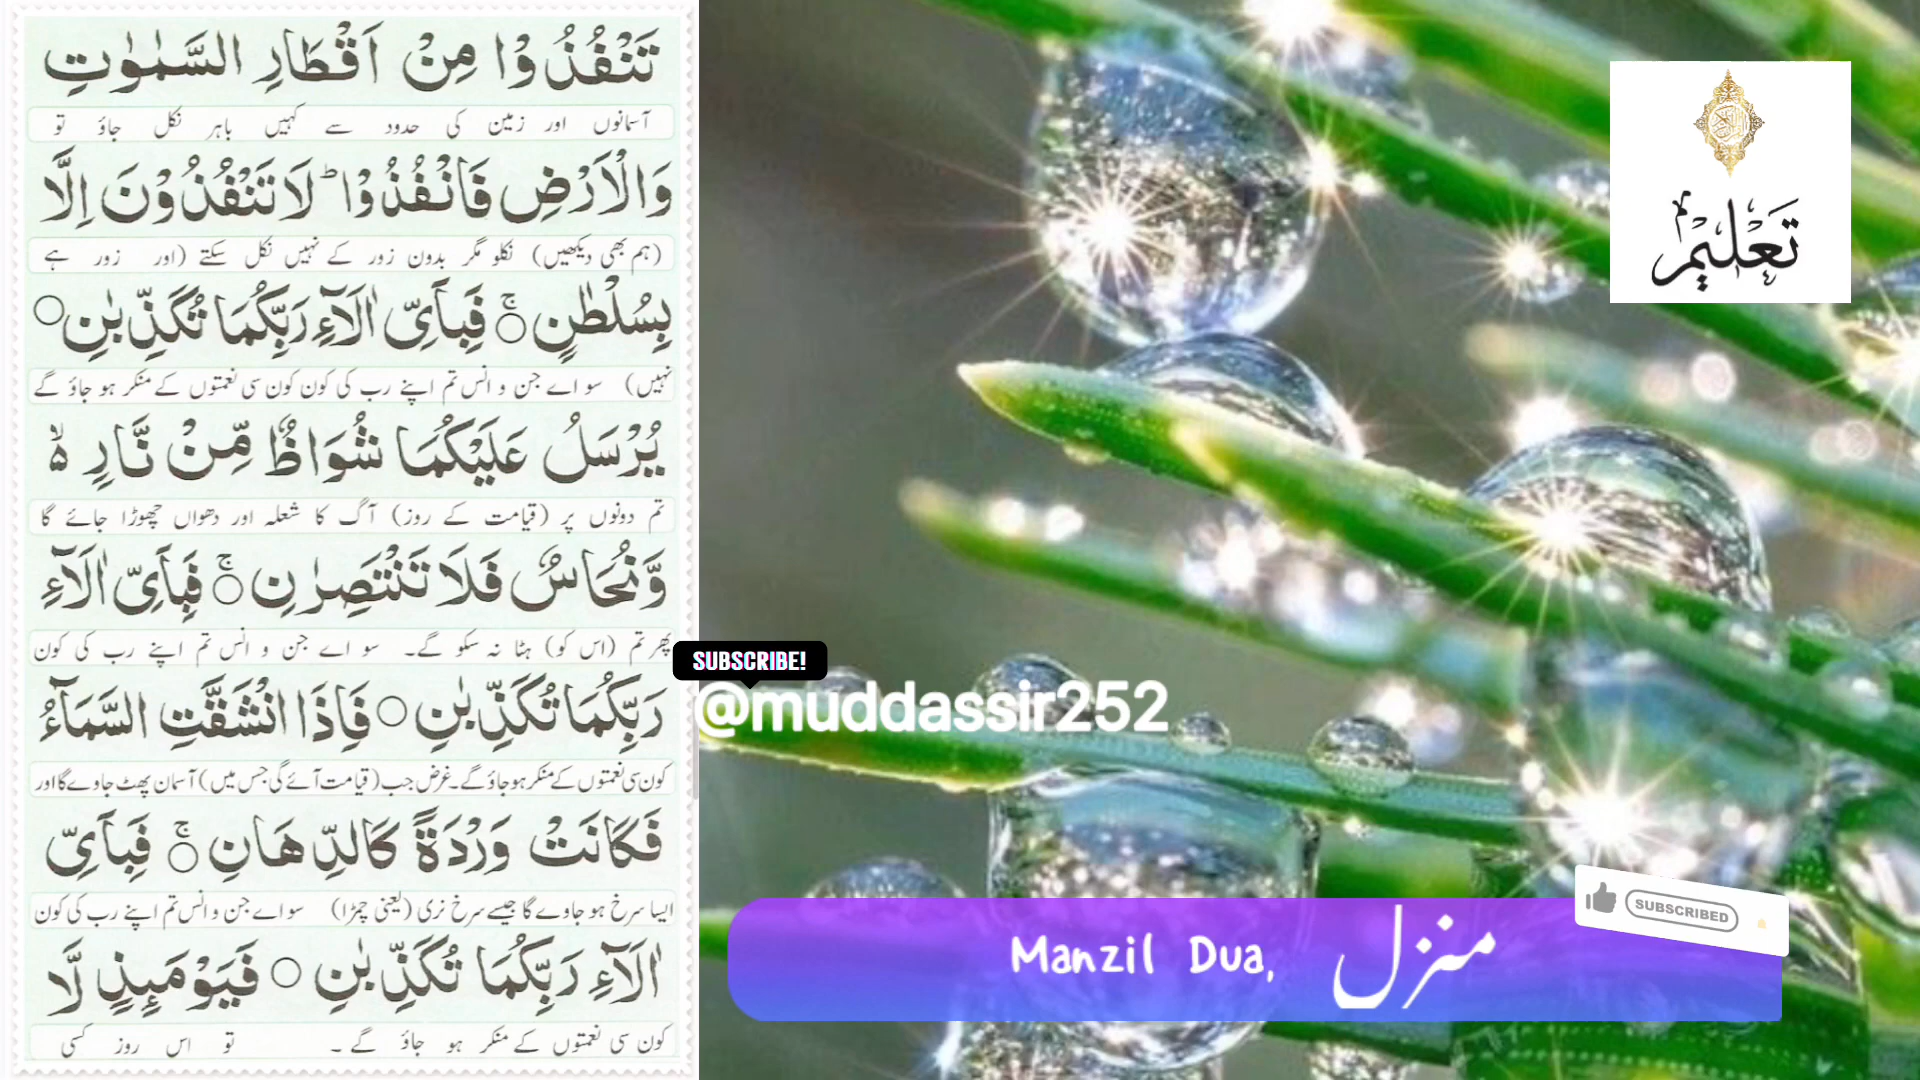 تَنْفُذُوْا مِنْ اَقْطَارِ السَّمٰوٰتِ
آسمانوں اور زمین کی حدود سے کہیں باہر نکل جاؤ تو
وَالْاَرْضِ فَانْفُذُوْا ؕ لَا تَنْفُذُوْنَ اِلَّا
(ہم بھی دیکھیں) نکلو مگر بدون زور کے نہیں نکل سکتے (اور زور ہے
بِسُلْطٰنٍ ۚ فَبِاَىِّ اٰلَآءِ رَبِّكُمَا تُكَذِّبٰنِ ○
نہیں) سو اے جن و انس تم اپنے رب کی کون کون سی نعمتوں کے منکر ہو جاؤ گے
يُرْسَلُ عَلَيْكُمَا شُوَاظٌ مِّنْ نَّارٍ ۙ۬
تم دونوں پر (قیامت کے روز) آگ کا شعلہ اور دھواں چھوڑا جائے گا
وَّنُحَاسٌ فَلَا تَنْتَصِرٰنِ ۚ فَبِاَىِّ اٰلَآءِ
پھر تم (اس کو) ہٹا نہ سکو گے۔ سو اے جن و انس تم اپنے رب کی کون
رَبِّكُمَا تُكَذِّبٰنِ ○ فَاِذَا انْشَقَّتِ السَّمَآءُ
کون سی نعمتوں کے منکر ہو جاؤ گے۔ غرض جب (قیامت آئے گی جس میں) آسمان پھٹ جاوے گا اور
فَكَانَتْ وَرْدَةً كَالدِّهَانِ ۚ فَبِاَىِّ
ایسا سرخ ہو جاوے گا جیسے سرخ نری (یعنی چمڑا) سو اے جن و انس تم اپنے رب کی کون
اٰلَآءِ رَبِّكُمَا تُكَذِّبٰنِ ○ فَيَوْمَئِذٍ لَّا
کون سی نعمتوں کے منکر ہو جاؤ گے ۔ تو اس روز کسی
تَعْلِيْم
SUBSCRIBE!
@muddassir252
Manzil Dua, منزل
SUBSCRIBED